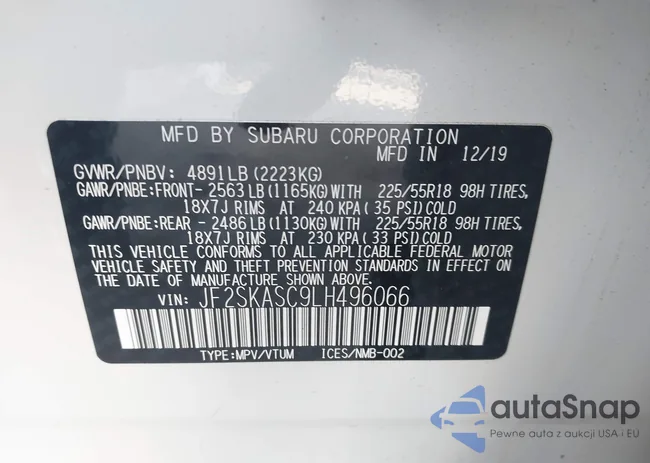 MFD BY SUBARU CORPORATION
MFD IN 12/19
GVWR/PNBV: 4891LB (2223KG)
GAWR/PNBE:FRONT- 2563 LB (1165KG)WITH 225/55R18 98H TIRES,
18X7J RIMS AT 240 KPA (35 PSI) COLD
GAWR/PNBE:REAR - 2486 LB (1130KG) WITH 225/55R18 98H TIRES,
18X7J RIMS AT 230 KPA (33 PSI) COLD
THIS VEHICLE CONFORMS TO ALL APPLICABLE FEDERAL MOTOR
VEHICLE SAFETY AND THEFT PREVENTION STANDARDS IN EFFECT
ON THE DATE OF MANUFACTURE SHOWN ABOVE.
VIN: JF2SKASC9LH496066
TYPE:MPV/VTUM ICES/NMB-002
autaSnap
Pewne auta z aukcji USA i EU